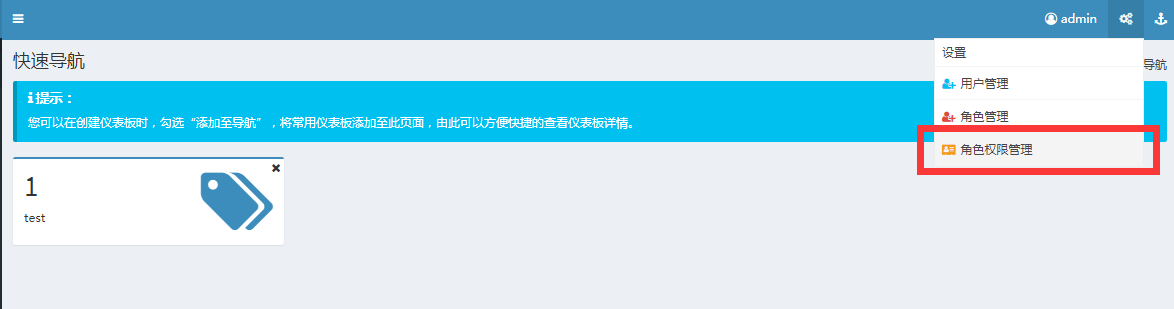 admin
快速导航
导航
设置
用户管理
角色管理
角色权限管理
提示：
您可以在创建仪表板时，勾选“添加至导航”，将常用仪表板添加至此页面，由此可以方便快捷的查看仪表板详情。
1
test